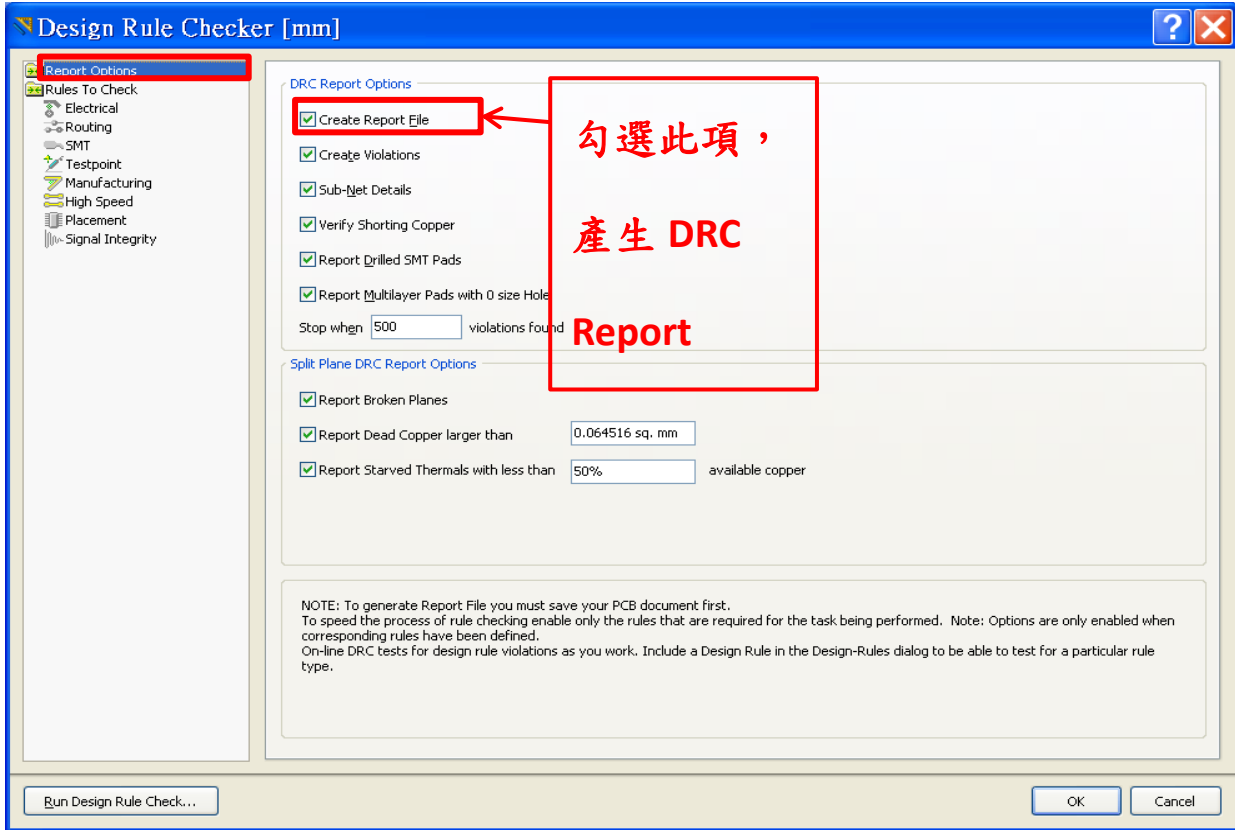 Design Rule Checker [mm]
Report Options
Rules To Check
Electrical
Routing
SMT
Testpoint
Manufacturing
High Speed
Placement
Signal Integrity
DRC Report Options
Create Report File
Create Violations
Sub-Net Details
Verify Shorting Copper
Report Drilled SMT Pads
Report Multilayer Pads with 0 size Hole
Stop when 500 violations found
勾選此項，
產生 DRC
Report
Split Plane DRC Report Options
Report Broken Planes
Report Dead Copper larger than 0.064516 sq. mm
Report Starved Thermals with less than 50% available copper
NOTE: To generate Report File you must save your PCB document first.
To speed the process of rule checking enable only the rules that are required for the task being performed. Note: Options are only enabled when
corresponding rules have been defined.
On-line DRC tests for design rule violations as you work. Include a Design Rule in the Design-Rules dialog to be able to test for a particular rule
type.
Run Design Rule Check...
OK
Cancel